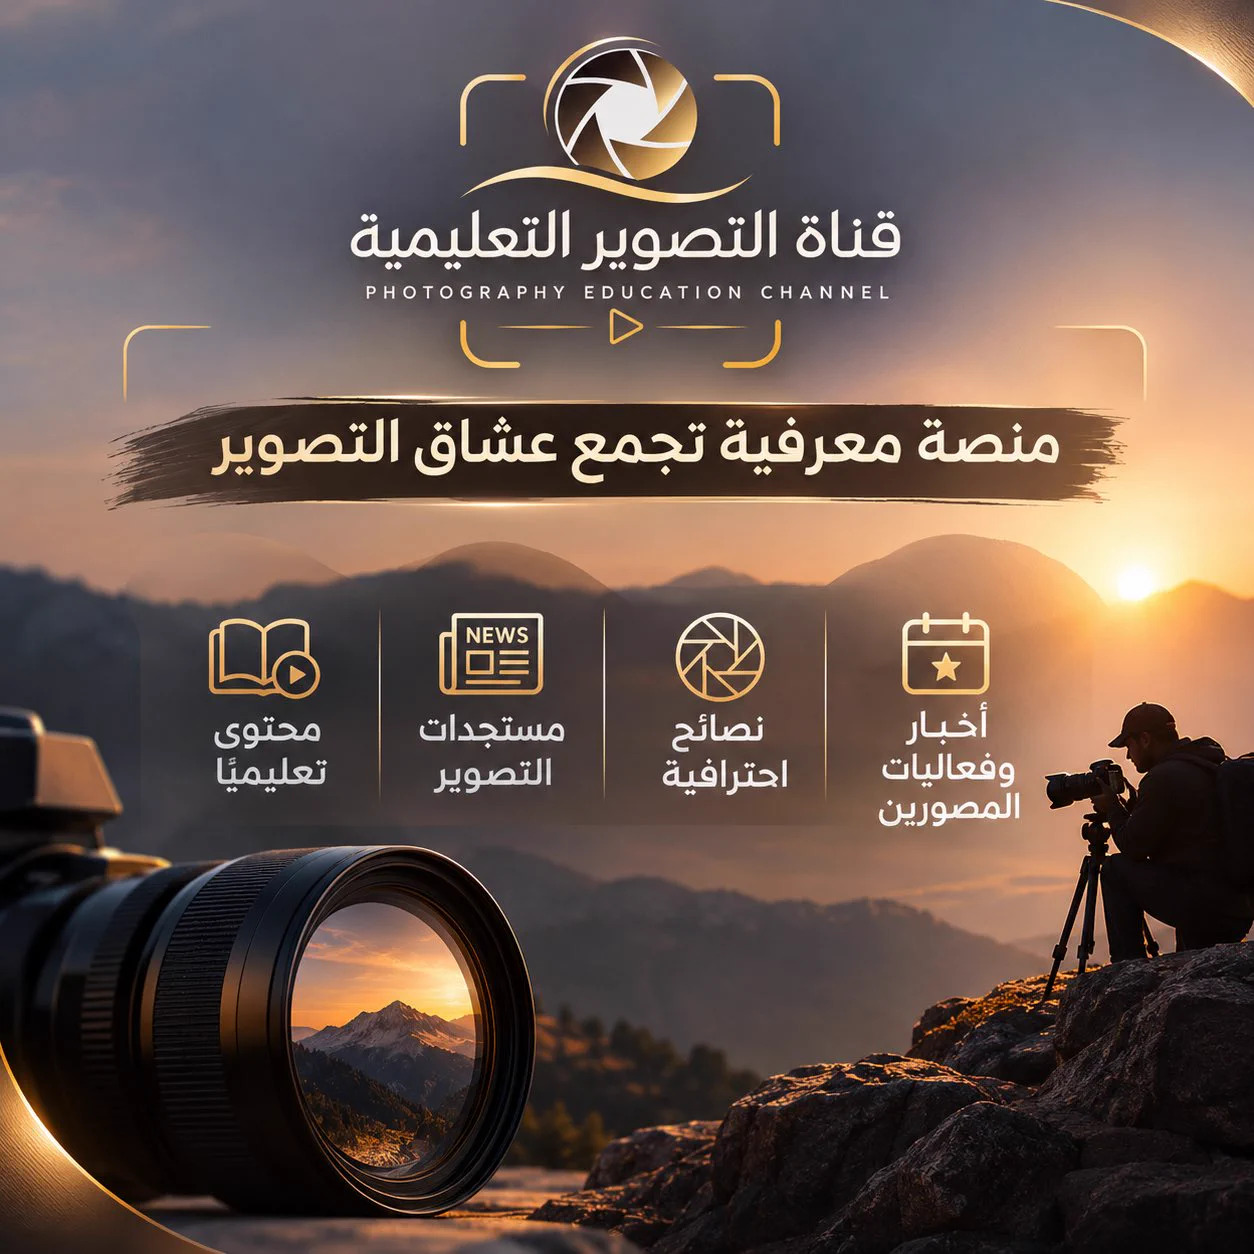 قناة التصوير التعليمية
PHOTOGRAPHY EDUCATION CHANNEL
منصة معرفية تجمع عشاق التصوير
أخبار
وفعاليات
المصورين
نصائح
احترافية
NEWS
مستجدات
التصوير
محتوى
تعليميًا